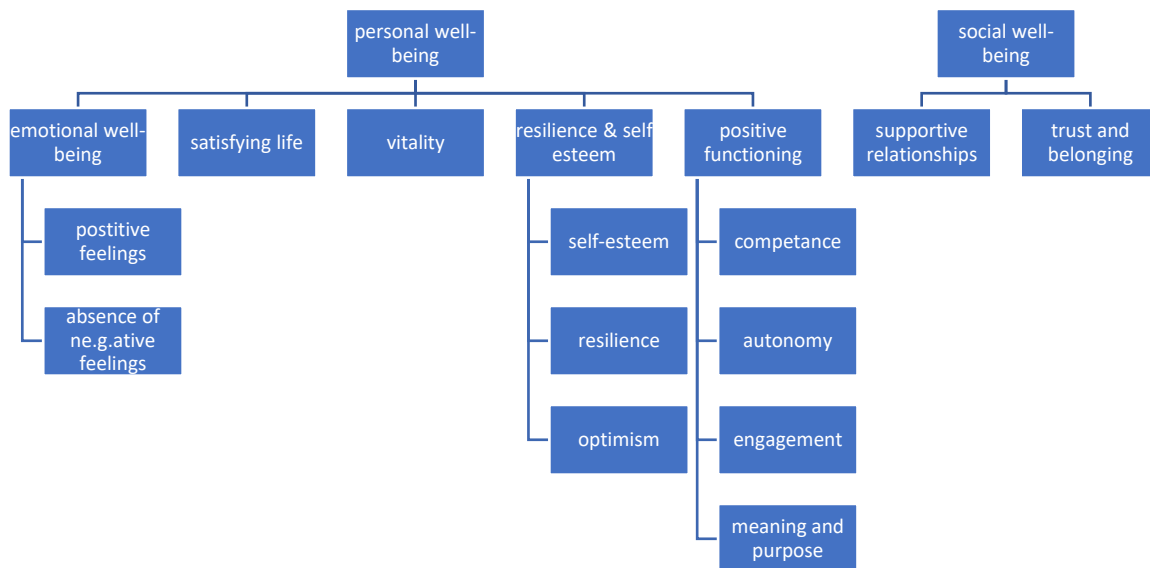 personal well-
being
social well-
being
emotional well-
being
satisfying life
vitality
resilience & self
esteem
positive
functioning
supportive
relationships
trust and
belonging
postitive
feelings
absence of
ne.g.ative
feelings
self-esteem
resilience
optimism
competance
autonomy
engagement
meaning and
purpose